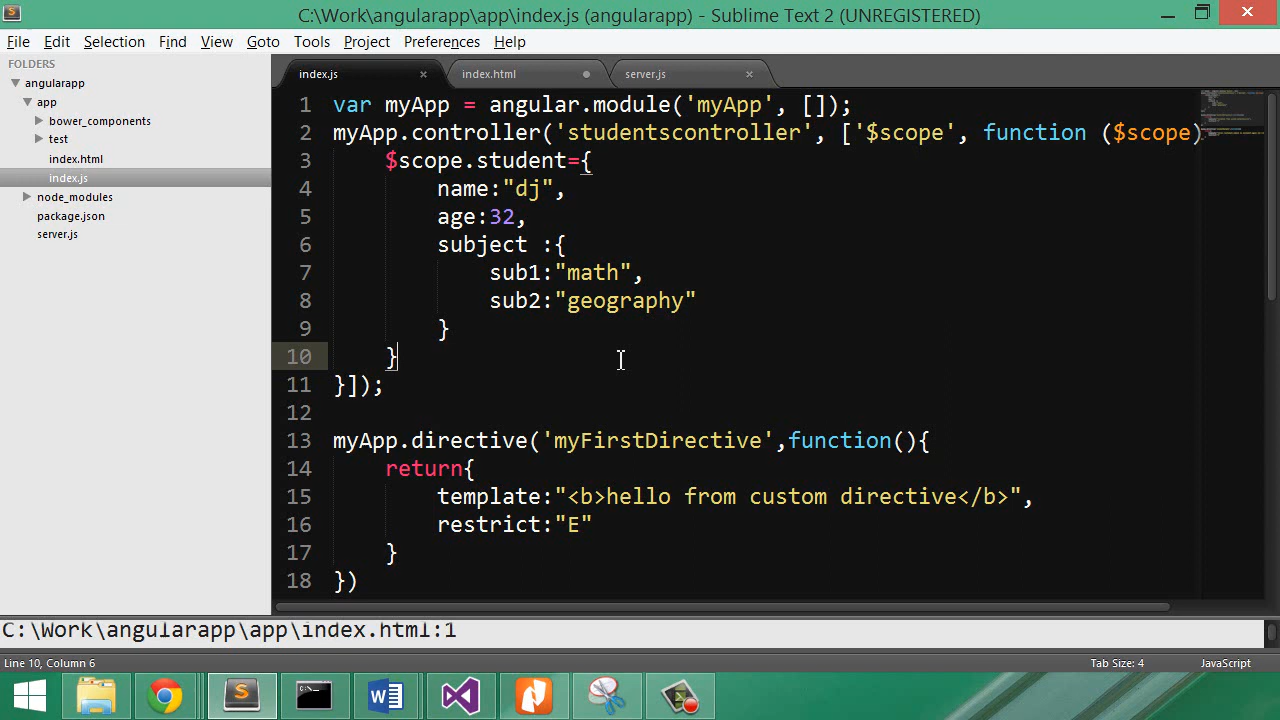 C:\Work\angularapp\app\index.js (angularapp) - Sublime Text 2 (UNREGISTERED)
File Edit Selection Find View Goto Tools Project Preferences Help
FOLDERS
angularapp
app
bower_components
test
index.html
index.js
node_modules
package.json
server.js
index.js index.html server.js
1 var myApp = angular.module('myApp', []);
2 myApp.controller('studentscontroller', ['$scope', function ($scope)
3 $scope.student={
4 name:"dj",
5 age:32,
6 subject :{
7 sub1:"math",
8 sub2:"geography"
9 }
10 }
11 }]);
12
13 myApp.directive('myFirstDirective',function(){
14 return{
15 template:"<b>hello from custom directive</b>",
16 restrict:"E"
17 }
18 })
C:\Work\angularapp\app\index.html:1
Line 10, Column 6 Tab Size: 4 JavaScript